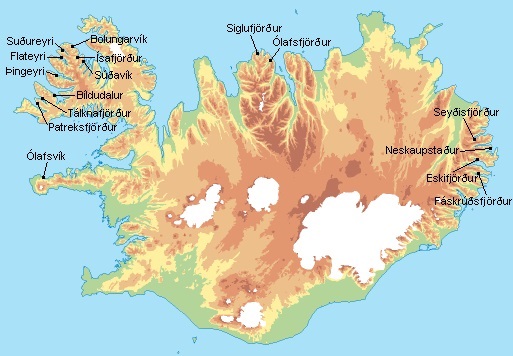 Suðureyri
Bolungarvík
Flateyri
Ísafjörður
Þingeyri
Súðavík
Bíldudalur
Tálknafjörður
Patreksfjörður
Ólafsvík
Siglufjörður
Ólafsfjörður
Seyðisfjörður
Neskaupstaður
Eskifjörður
Fáskrúðsfjörður